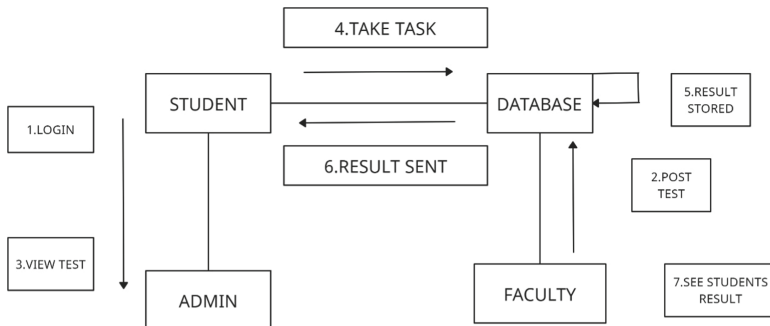 4.TAKE TASK
STUDENT
DATABASE
5.RESULT
STORED
1.LOGIN
6.RESULT SENT
2.POST
TEST
3.VIEW TEST
ADMIN
FACULTY
7.SEE STUDENTS
RESULT